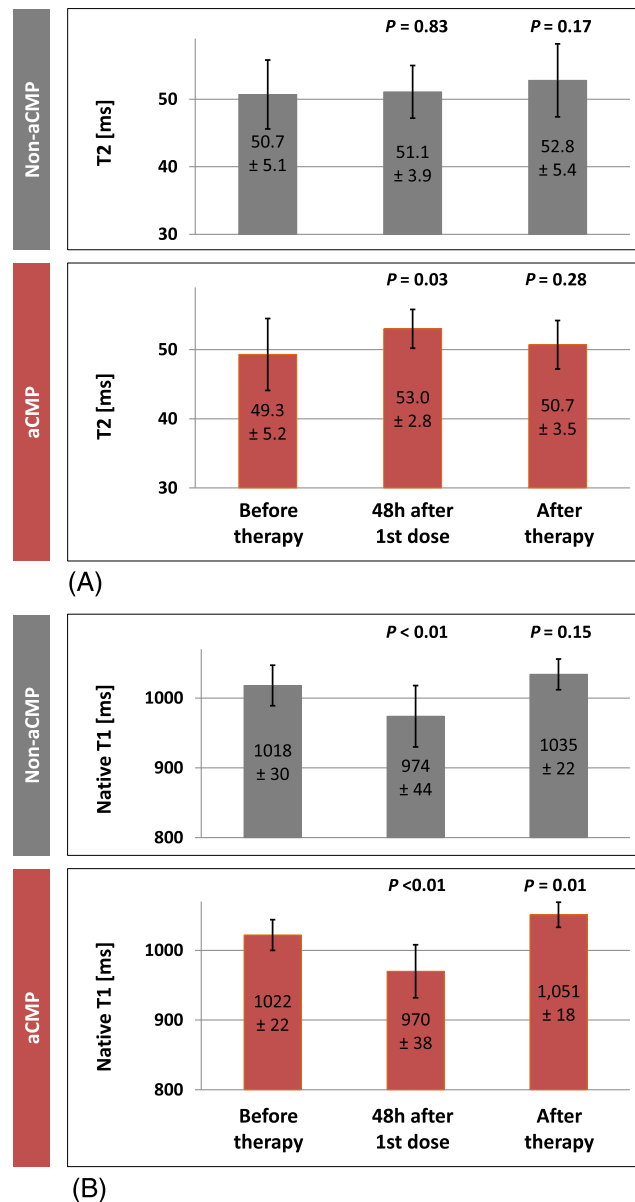 Non-aCMP
T2 [ms]
P = 0.83
P = 0.17
50
40
30
50.7
± 5.1
51.1
± 3.9
52.8
± 5.4
aCMP
T2 [ms]
P = 0.03
P = 0.28
50
40
30
49.3
± 5.2
53.0
± 2.8
50.7
± 3.5
Before
therapy
48h after
1st dose
After
therapy
(A)
Non-aCMP
Native T1 [ms]
P < 0.01
P = 0.15
1000
900
800
1018
± 30
974
± 44
1035
± 22
aCMP
Native T1 [ms]
P <0.01
P = 0.01
1000
900
800
1022
± 22
970
± 38
1,051
± 18
Before
therapy
48h after
1st dose
After
therapy
(B)